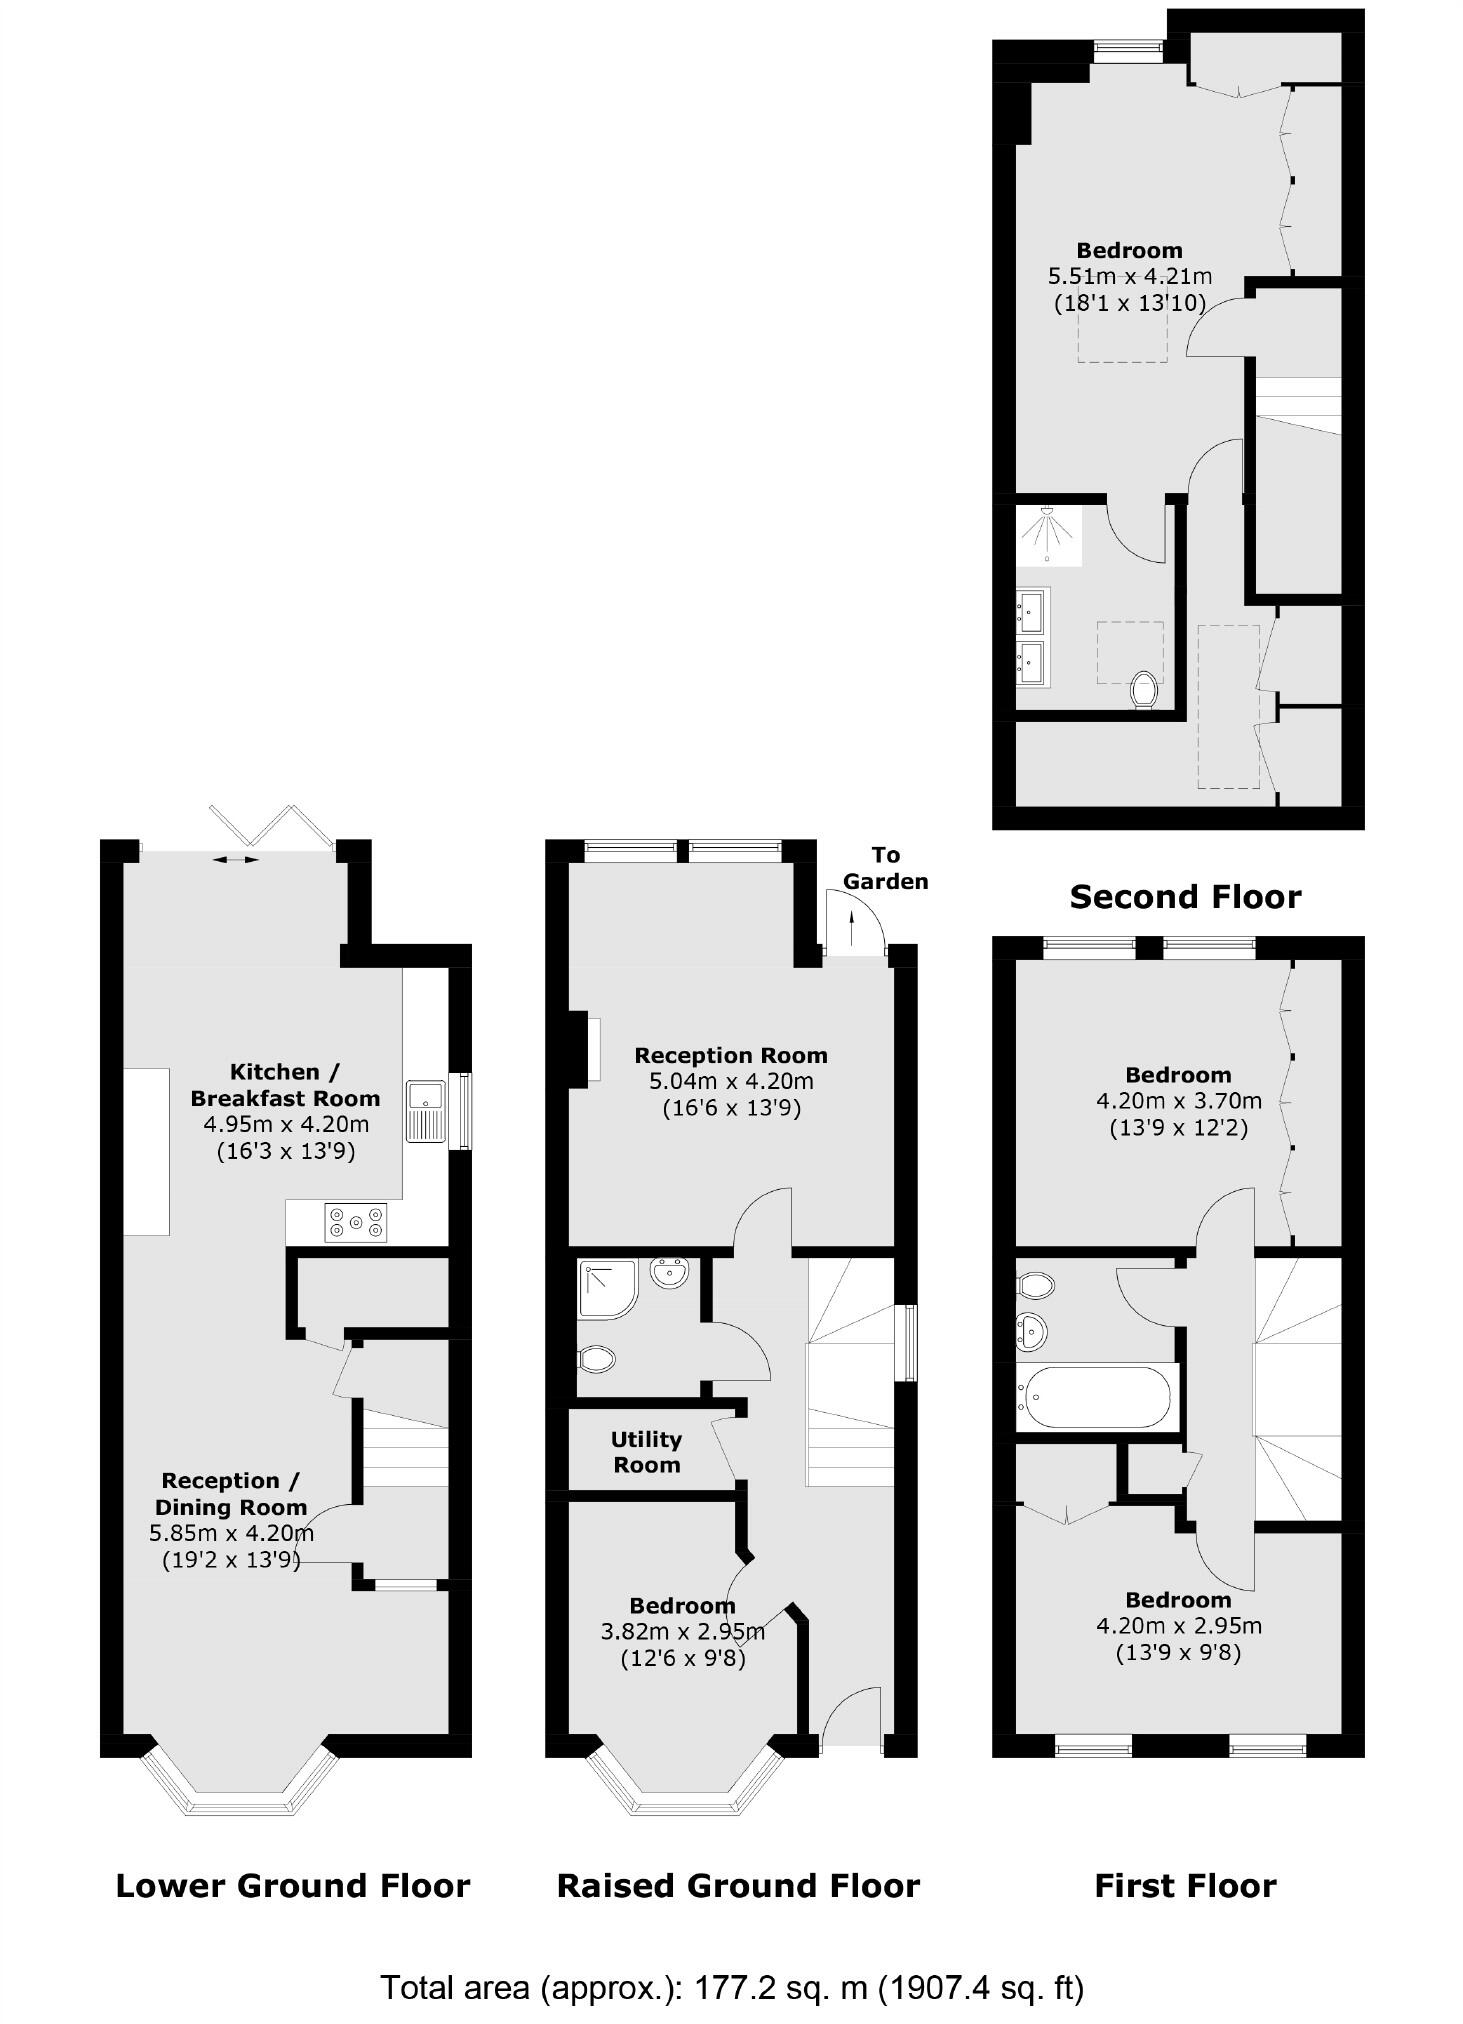 Bedroom
5.51m x 4.21m
(18'1 x 13'10)
Second Floor
To
Garden
Kitchen /
Breakfast Room
4.95m x 4.20m
(16'3 x 13'9)
Reception /
Dining Room
5.85m x 4.20m
(19'2 x 13'9)
Lower Ground Floor
Reception Room
5.04m x 4.20m
(16'6 x 13'9)
Utility
Room
Bedroom
3.82m x 2.95m
(12'6 x 9'8)
Raised Ground Floor
Bedroom
4.20m x 3.70m
(13'9 x 12'2)
Bedroom
4.20m x 2.95m
(13'9 x 9'8)
First Floor
Total area (approx.): 177.2 sq. m (1907.4 sq. ft)